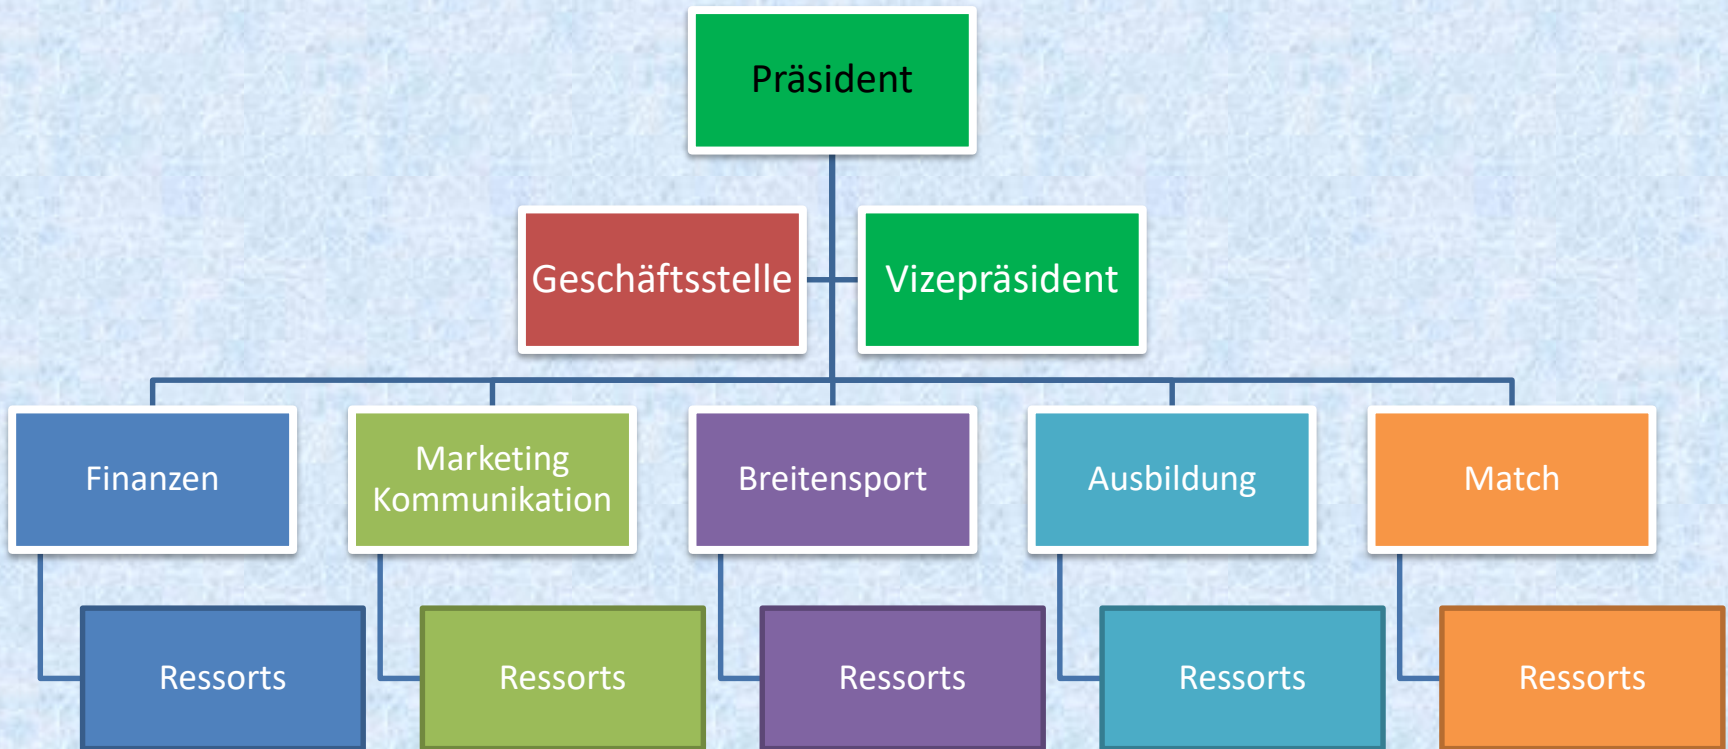 Präsident
Geschäftsstelle
Vizepräsident
Finanzen
Marketing
Kommunikation
Breitensport
Ausbildung
Match
Ressorts
Ressorts
Ressorts
Ressorts
Ressorts